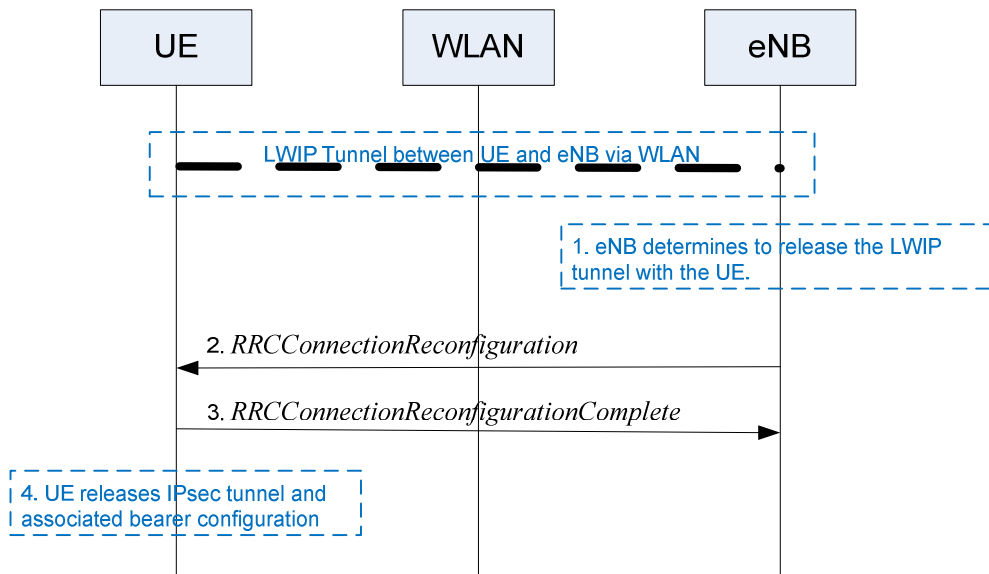 UE
WLAN
eNB
LWIP Tunnel between UE and eNB via WLAN
1. eNB determines to release the LWIP
tunnel with the UE.
2. RRCConnectionReconfiguration
3. RRCConnectionReconfigurationComplete
4. UE releases IPsec tunnel and
associated bearer configuration